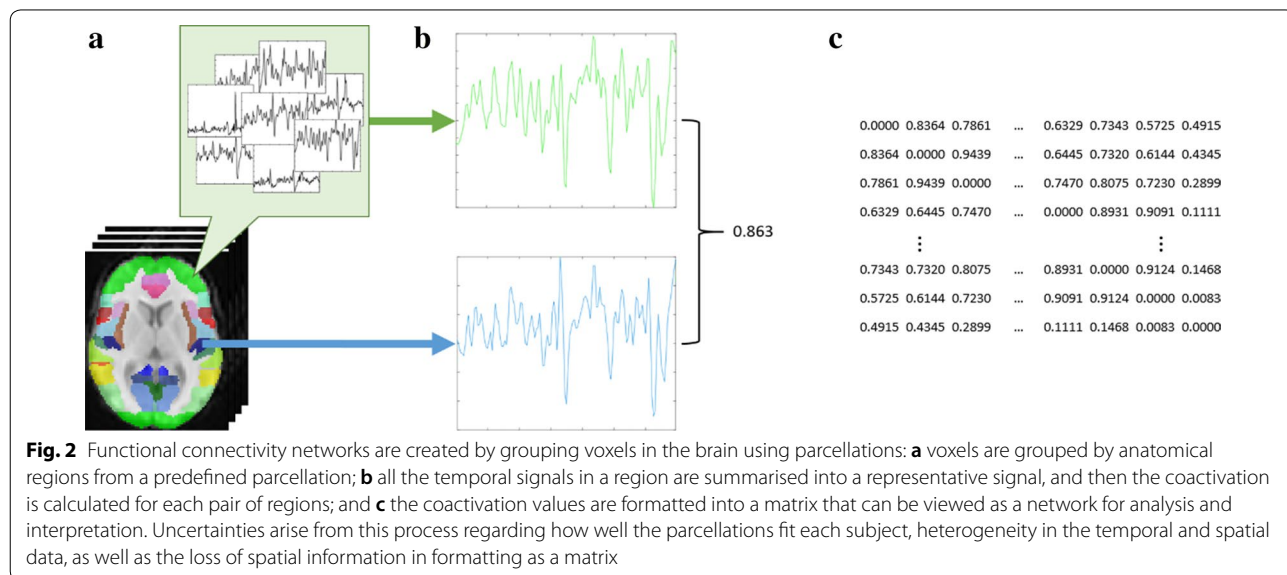 a
b
c
0.863
0.0000 0.8364 0.7861 ... 0.6329 0.7343 0.5725 0.4915
0.8364 0.0000 0.9439 ... 0.6445 0.7320 0.6144 0.4345
0.7861 0.9439 0.0000 ... 0.7470 0.8075 0.7230 0.2899
0.6329 0.6445 0.7470 ... 0.0000 0.8931 0.9091 0.1111
⋮ ⋮
0.7343 0.7320 0.8075 ... 0.8931 0.0000 0.9124 0.1468
0.5725 0.6144 0.7230 ... 0.9091 0.9124 0.0000 0.0083
0.4915 0.4345 0.2899 ... 0.1111 0.1468 0.0083 0.0000
Fig. 2 Functional connectivity networks are created by grouping voxels in the brain using parcellations: a voxels are grouped by anatomical
regions from a predefined parcellation; b all the temporal signals in a region are summarised into a representative signal, and then the coactivation
is calculated for each pair of regions; and c the coactivation values are formatted into a matrix that can be viewed as a network for analysis and
interpretation. Uncertainties arise from this process regarding how well the parcellations fit each subject, heterogeneity in the temporal and spatial
data, as well as the loss of spatial information in formatting as a matrix